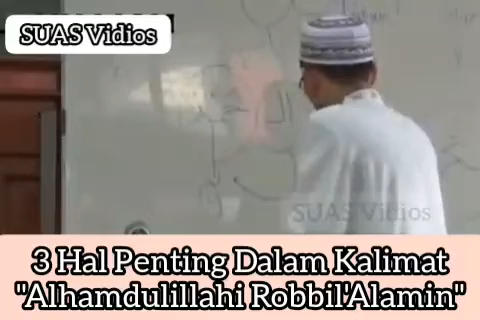 SUAS Vidios
SUAS Vidios
3 Hal Penting Dalam Kalimat
"Alhamdulillahi Robbil'Alamin"